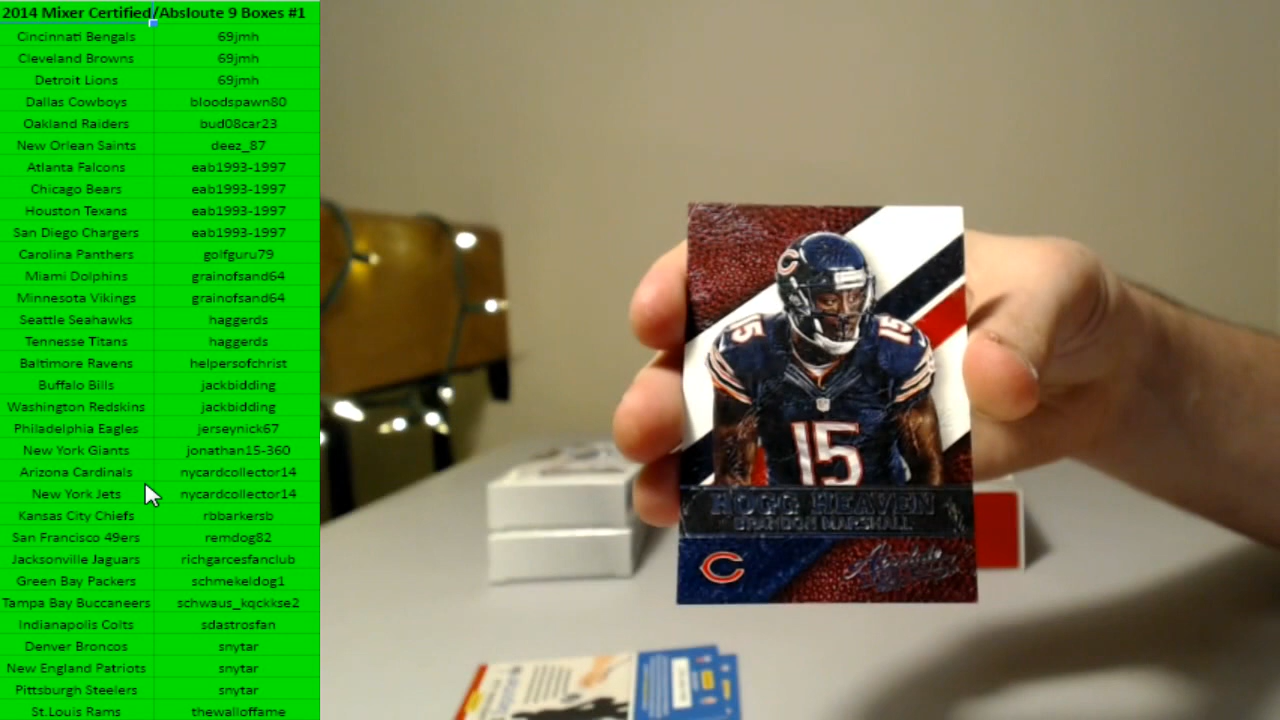 2014 Mixer Certified/Absloute 9 Boxes #1
Cincinnati Bengals 69jmh
Cleveland Browns 69jmh
Detroit Lions 69jmh
Dallas Cowboys bloodspawn80
Oakland Raiders bud08car23
New Orlean Saints deez_87
Atlanta Falcons eab1993-1997
Chicago Bears eab1993-1997
Houston Texans eab1993-1997
San Diego Chargers eab1993-1997
Carolina Panthers golfguru79
Miami Dolphins grainofsand64
Minnesota Vikings grainofsand64
Seattle Seahawks haggerds
Tennesse Titans haggerds
Baltimore Ravens helpersofchrist
Buffalo Bills jackbidding
Washington Redskins jackbidding
Philadelphia Eagles jerseynick67
New York Giants jonathan15-360
Arizona Cardinals nycardcollector14
New York Jets nycardcollector14
Kansas City Chiefs rbbarkersb
San Francisco 49ers remdog82
Jacksonville Jaguars richgarcesfanclub
Green Bay Packers schmekeldog1
Tampa Bay Buccaneers schwaus_kqckkse2
Indianapolis Colts sdastrosfan
Denver Broncos snytar
New England Patriots snytar
Pittsburgh Steelers snytar
St.Louis Rams thewalloffame
C
15 15
15
HOGG HEAVEN
BRANDON MARSHALL
C
Absolute